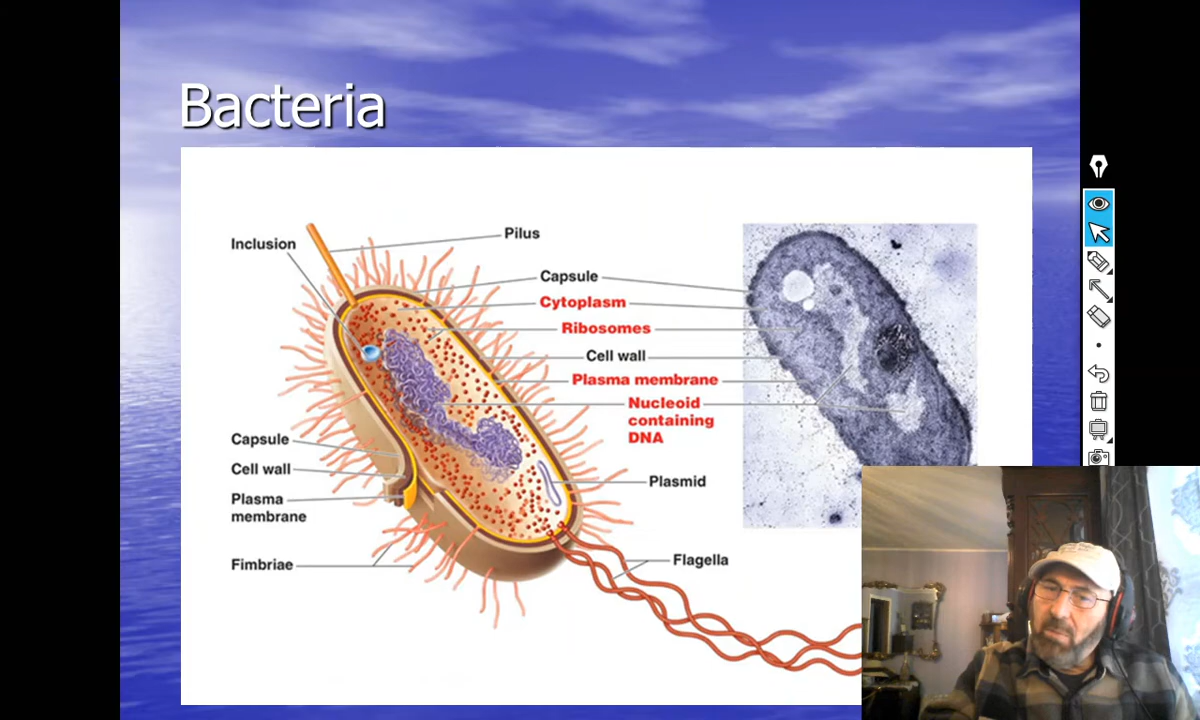 Bacteria
Inclusion
Pilus
Capsule
Cytoplasm
Ribosomes
Cell wall
Plasma membrane
Nucleoid
containing
DNA
Capsule
Cell wall
Plasma
membrane
Plasmid
Fimbriae
Flagella